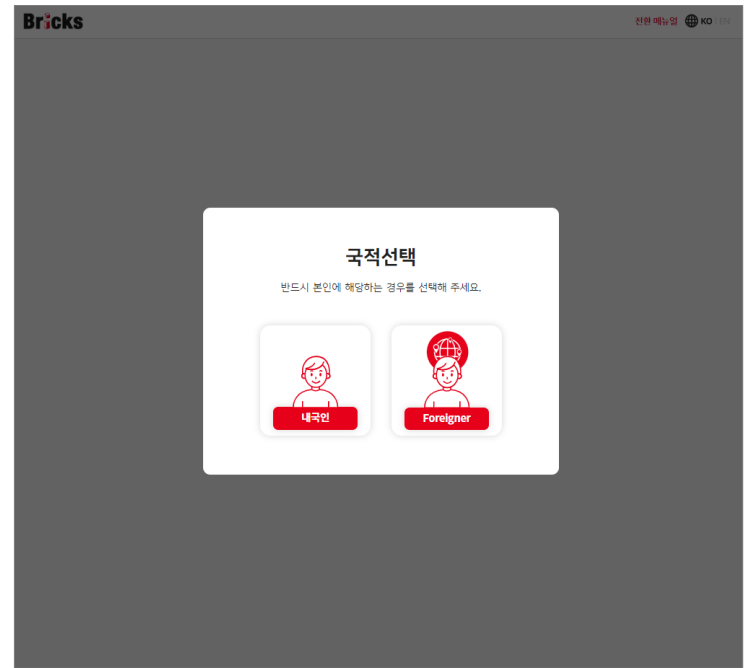 Bricks
전환 메뉴얼 KO | EN
국적선택
반드시 본인에 해당하는 경우를 선택해 주세요.
내국인 Foreigner